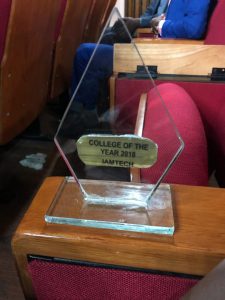 COLLEGE OF THE
YEAR 2018
IAMTECH